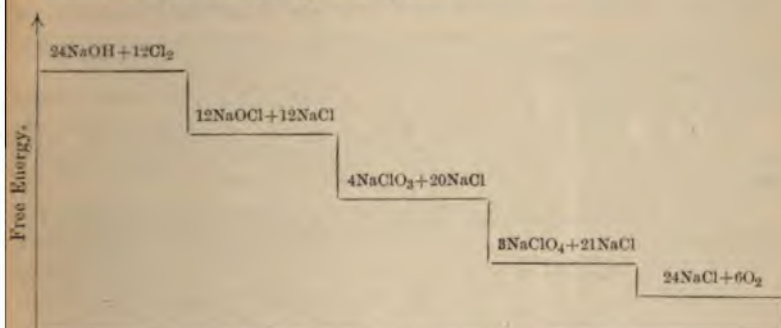 24NaOH+12Cl₂
12NaOCl+12NaCl
4NaClO₃+20NaCl
3NaClO₄+21NaCl
24NaCl+6O₂
Free Energy.